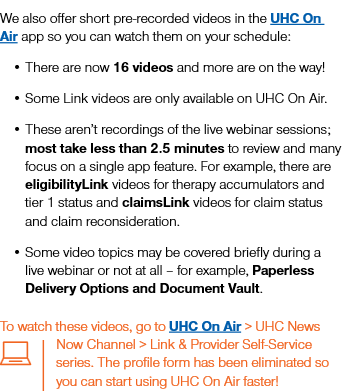 We also offer short pre-recorded videos in the UHC On
Air app so you can watch them on your schedule:
• There are now 16 videos and more are on the way!
• Some Link videos are only available on UHC On Air.
• These aren’t recordings of the live webinar sessions;
most take less than 2.5 minutes to review and many
focus on a single app feature. For example, there are
eligibilityLink videos for therapy accumulators and
tier 1 status and claimsLink videos for claim status
and claim reconsideration.
• Some video topics may be covered briefly during a
live webinar or not at all – for example, Paperless
Delivery Options and Document Vault.
To watch these videos, go to UHC On Air > UHC News
Now Channel > Link & Provider Self-Service
series. The profile form has been eliminated so
you can start using UHC On Air faster!